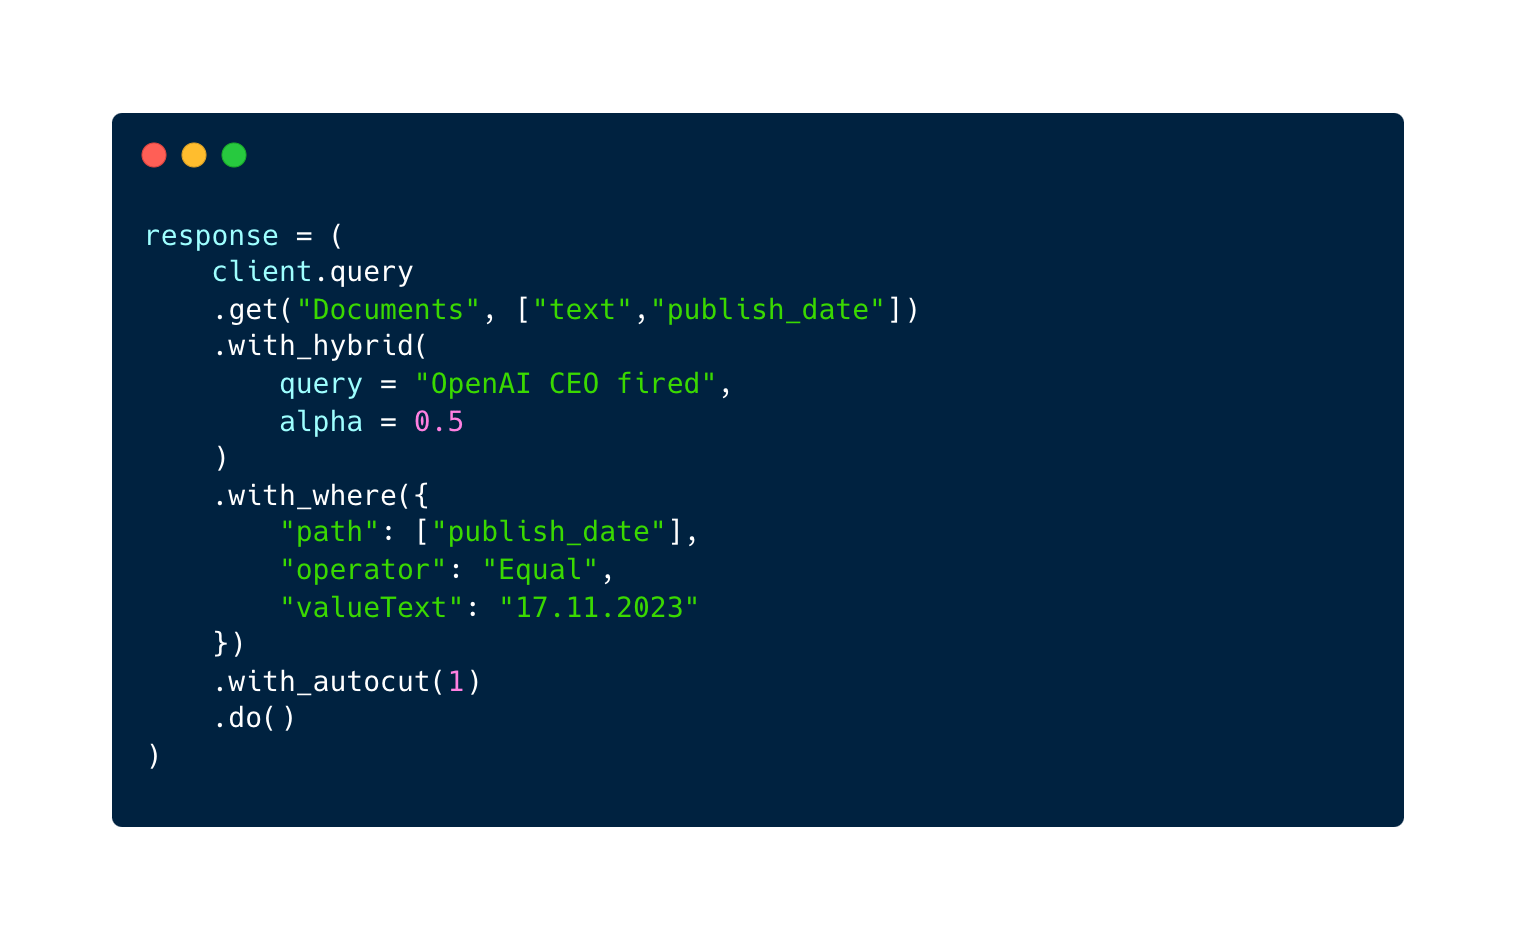 response = (
    client.query
    .get("Documents", ["text","publish_date"])
    .with_hybrid(
        query = "OpenAI CEO fired",
        alpha = 0.5
    )
    .with_where({
        "path": ["publish_date"],
        "operator": "Equal",
        "valueText": "17.11.2023"
    })
    .with_autocut(1)
    .do()
)